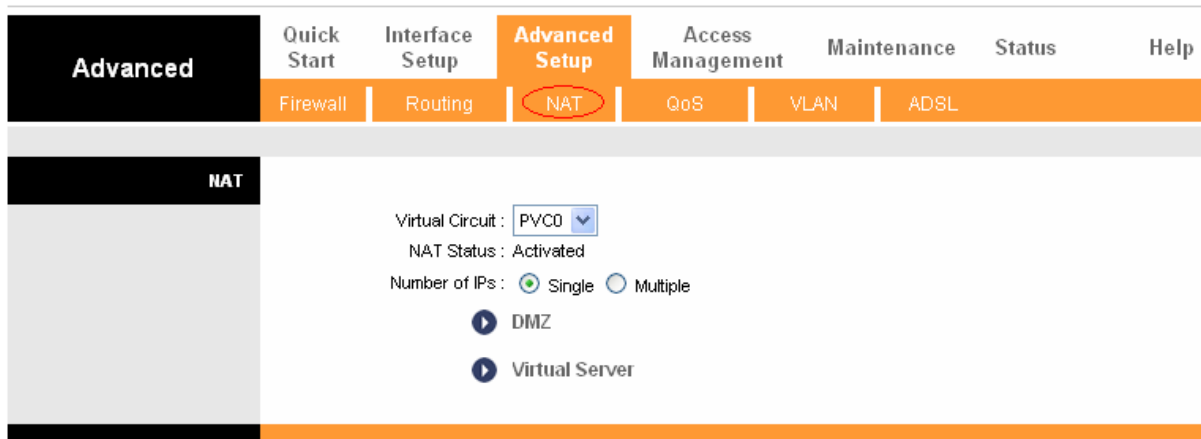 Advanced
Quick Start
Interface Setup
Advanced Setup
Access Management
Maintenance
Status
Help
Firewall
Routing
NAT
QoS
VLAN
ADSL
NAT
Virtual Circuit : PVC0
NAT Status : Activated
Number of IPs : Single Multiple
DMZ
Virtual Server